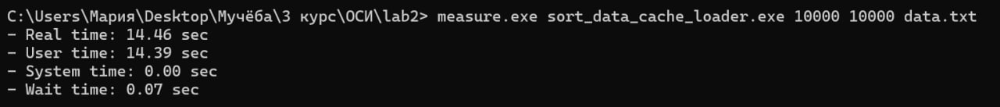 C:\Users\Мария\Desktop\Мучёба\3 курс\ОСИ\lab2> measure.exe sort_data_cache_loader.exe 10000 10000 data.txt
- Real time: 14.46 sec
- User time: 14.39 sec
- System time: 0.00 sec
- Wait time: 0.07 sec